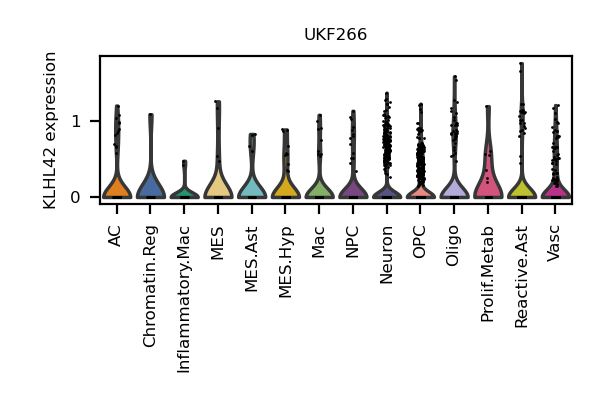 UKF266
KLHL42 expression
1
0
AC
Chromatin.Reg
Inflammatory.Mac
MES
MES.Ast
MES.Hyp
Mac
NPC
Neuron
OPC
Oligo
Prolif.Metab
Reactive.Ast
Vasc